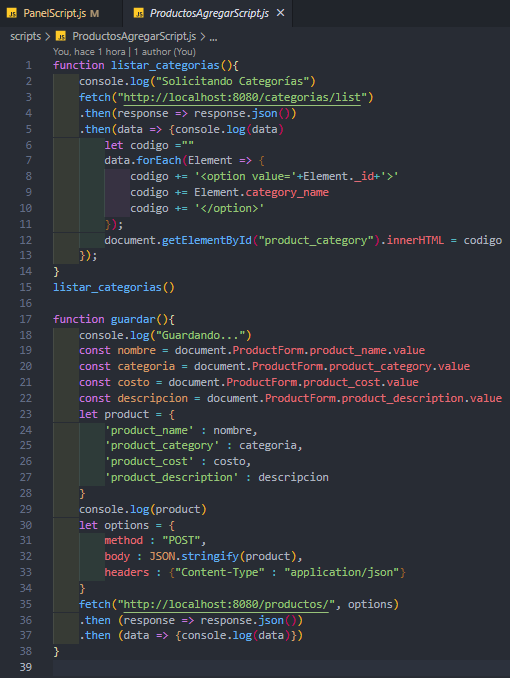 PanelScript.js M
ProductosAgregarScript.js ×
scripts > ProductosAgregarScript.js > ...
You, hace 1 hora | 1 author (You)
1 function listar_categorias(){
2 console.log("Solicitando Categorías")
3 fetch("http://localhost:8080/categorias/list")
4 .then(response => response.json())
5 .then(data => {console.log(data)
6 let codigo =""
7 data.forEach(Element => {
8 codigo += '<option value='+Element._id+'>'
9 codigo += Element.category_name
10 codigo += '</option>'
11 });
12 document.getElementById("product_category").innerHTML = codigo
13 });
14 }
15 listar_categorias()
16
17 function guardar(){
18 console.log("Guardando...")
19 const nombre = document.ProductForm.product_name.value
20 const categoria = document.ProductForm.product_category.value
21 const costo = document.ProductForm.product_cost.value
22 const descripcion = document.ProductForm.product_description.value
23 let product = {
24 'product_name' : nombre,
25 'product_category' : categoria,
26 'product_cost' : costo,
27 'product_description' : descripcion
28 }
29 console.log(product)
30 let options = {
31 method : "POST",
32 body : JSON.stringify(product),
33 headers : {"Content-Type" : "application/json"}
34 }
35 fetch("http://localhost:8080/productos/", options)
36 .then (response => response.json())
37 .then (data => {console.log(data)})
38 }
39